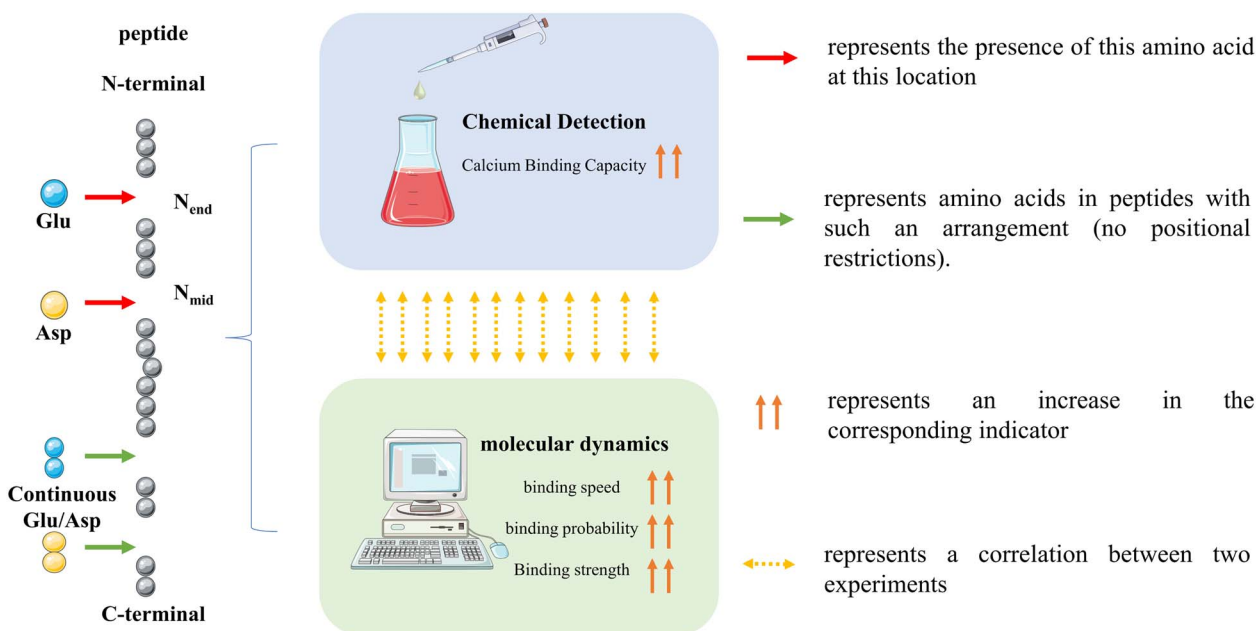 peptide
N-terminal
Glu
N_end
Asp
N_mid
Continuous
Glu/Asp
C-terminal
Chemical Detection
Calcium Binding Capacity
molecular dynamics
binding speed
binding probability
Binding strength
represents the presence of this amino acid
at this location
represents amino acids in peptides with
such an arrangement (no positional
restrictions).
represents an increase in the
corresponding indicator
represents a correlation between two
experiments